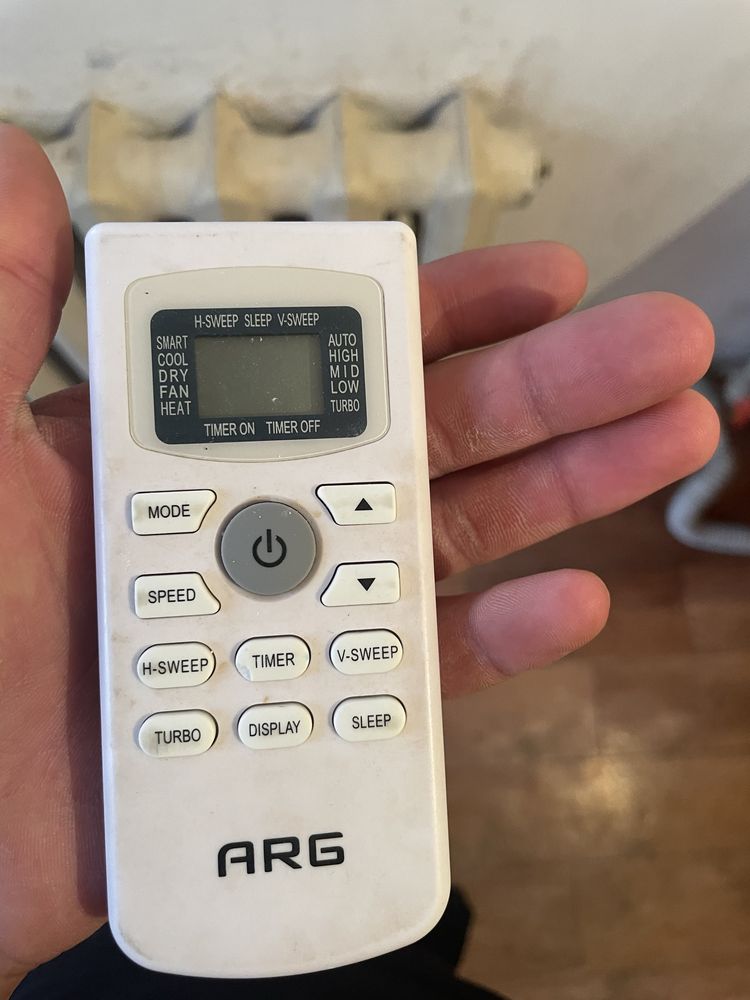 H-SWEEP SLEEP V-SWEEP
SMART
COOL
DRY
FAN
HEAT
AUTO
HIGH
MID
LOW
TURBO
TIMER ON TIMER OFF
MODE
SPEED
H-SWEEP TIMER V-SWEEP
TURBO DISPLAY SLEEP
ARG